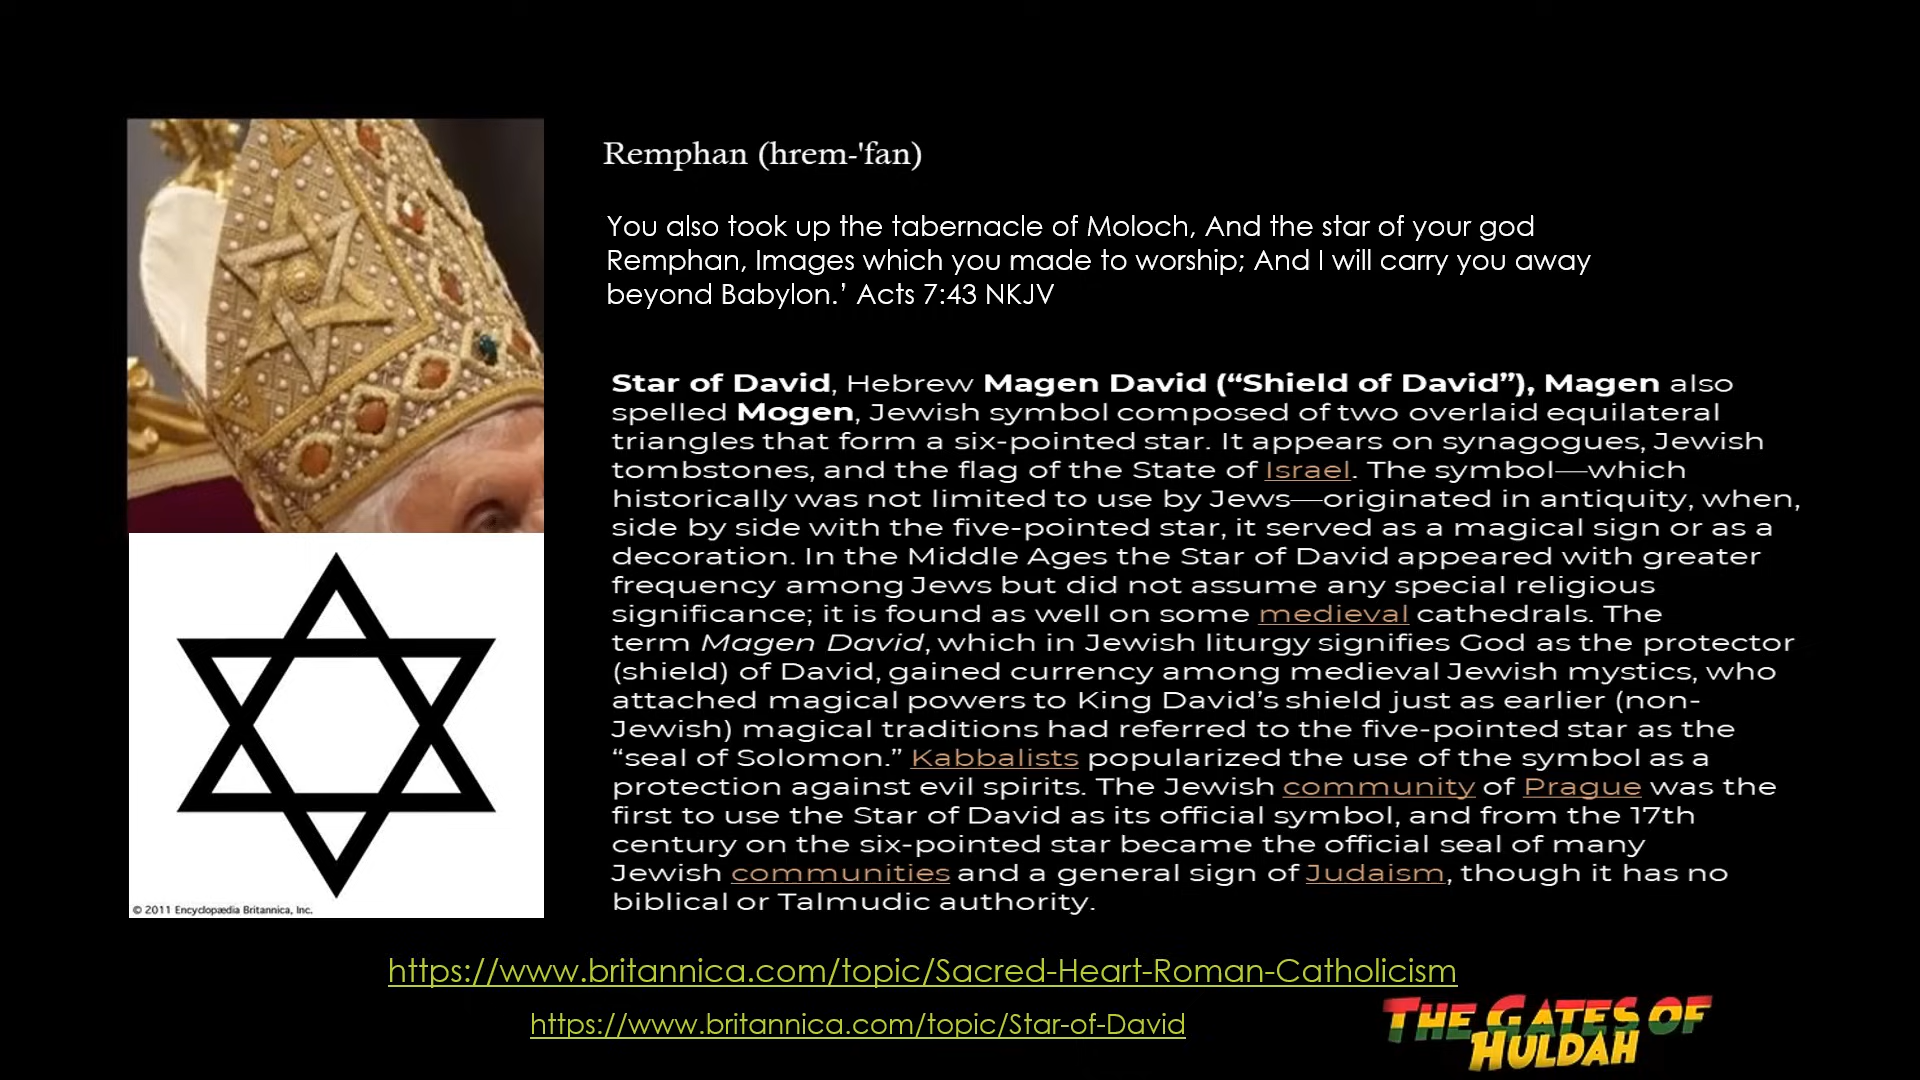 Remphan (hrem-'fan)
You also took up the tabernacle of Moloch, And the star of your god
Remphan, Images which you made to worship; And I will carry you away
beyond Babylon.’ Acts 7:43 NKJV
Star of David, Hebrew Magen David (“Shield of David”), Magen also
spelled Mogen, Jewish symbol composed of two overlaid equilateral
triangles that form a six-pointed star. It appears on synagogues, Jewish
tombstones, and the flag of the State of Israel. The symbol—which
historically was not limited to use by Jews—originated in antiquity, when,
side by side with the five-pointed star, it served as a magical sign or as a
decoration. In the Middle Ages the Star of David appeared with greater
frequency among Jews but did not assume any special religious
significance; it is found as well on some medieval cathedrals. The
term Magen David, which in Jewish liturgy signifies God as the protector
(shield) of David, gained currency among medieval Jewish mystics, who
attached magical powers to King David’s shield just as earlier (non-
Jewish) magical traditions had referred to the five-pointed star as the
“seal of Solomon.” Kabbalists popularized the use of the symbol as a
protection against evil spirits. The Jewish community of Prague was the
first to use the Star of David as its official symbol, and from the 17th
century on the six-pointed star became the official seal of many
Jewish communities and a general sign of Judaism, though it has no
biblical or Talmudic authority.
© 2011 Encyclopædia Britannica, Inc.
https://www.britannica.com/topic/Sacred-Heart-Roman-Catholicism
https://www.britannica.com/topic/Star-of-David
THE GATES OF
HULDAH